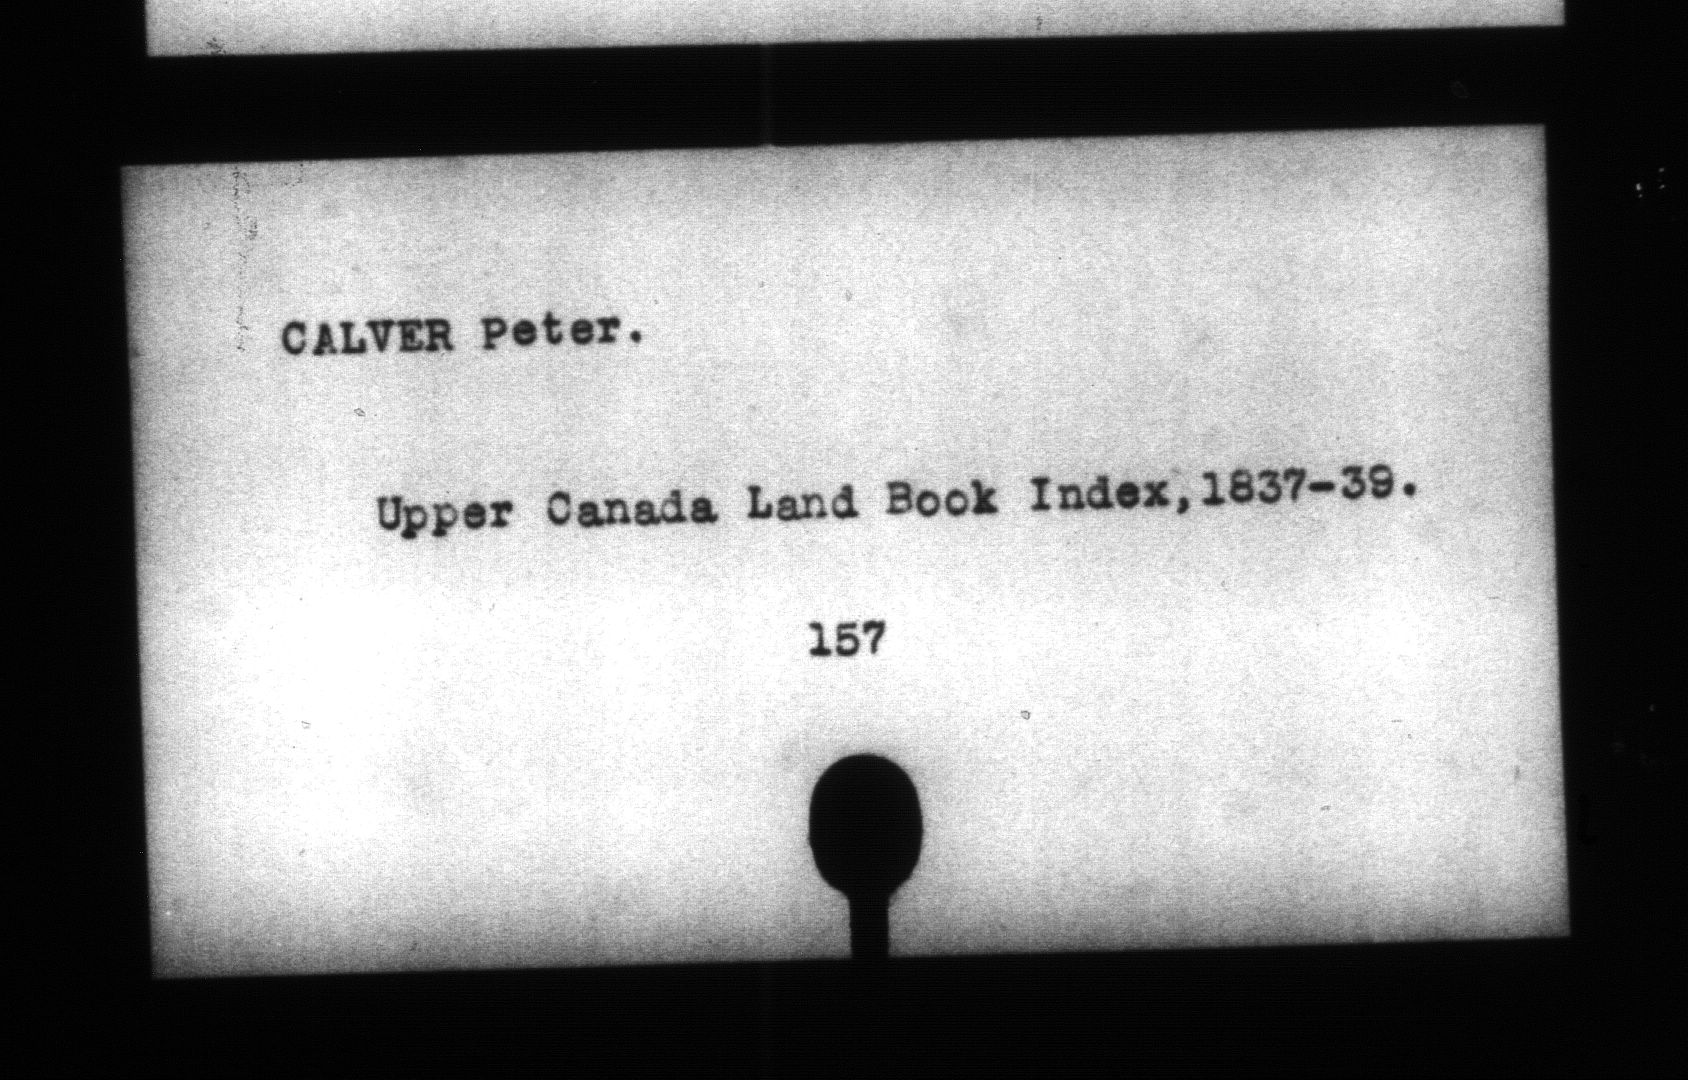 CALVER Peter.
Upper Canada Land Book Index,1837-39.
157